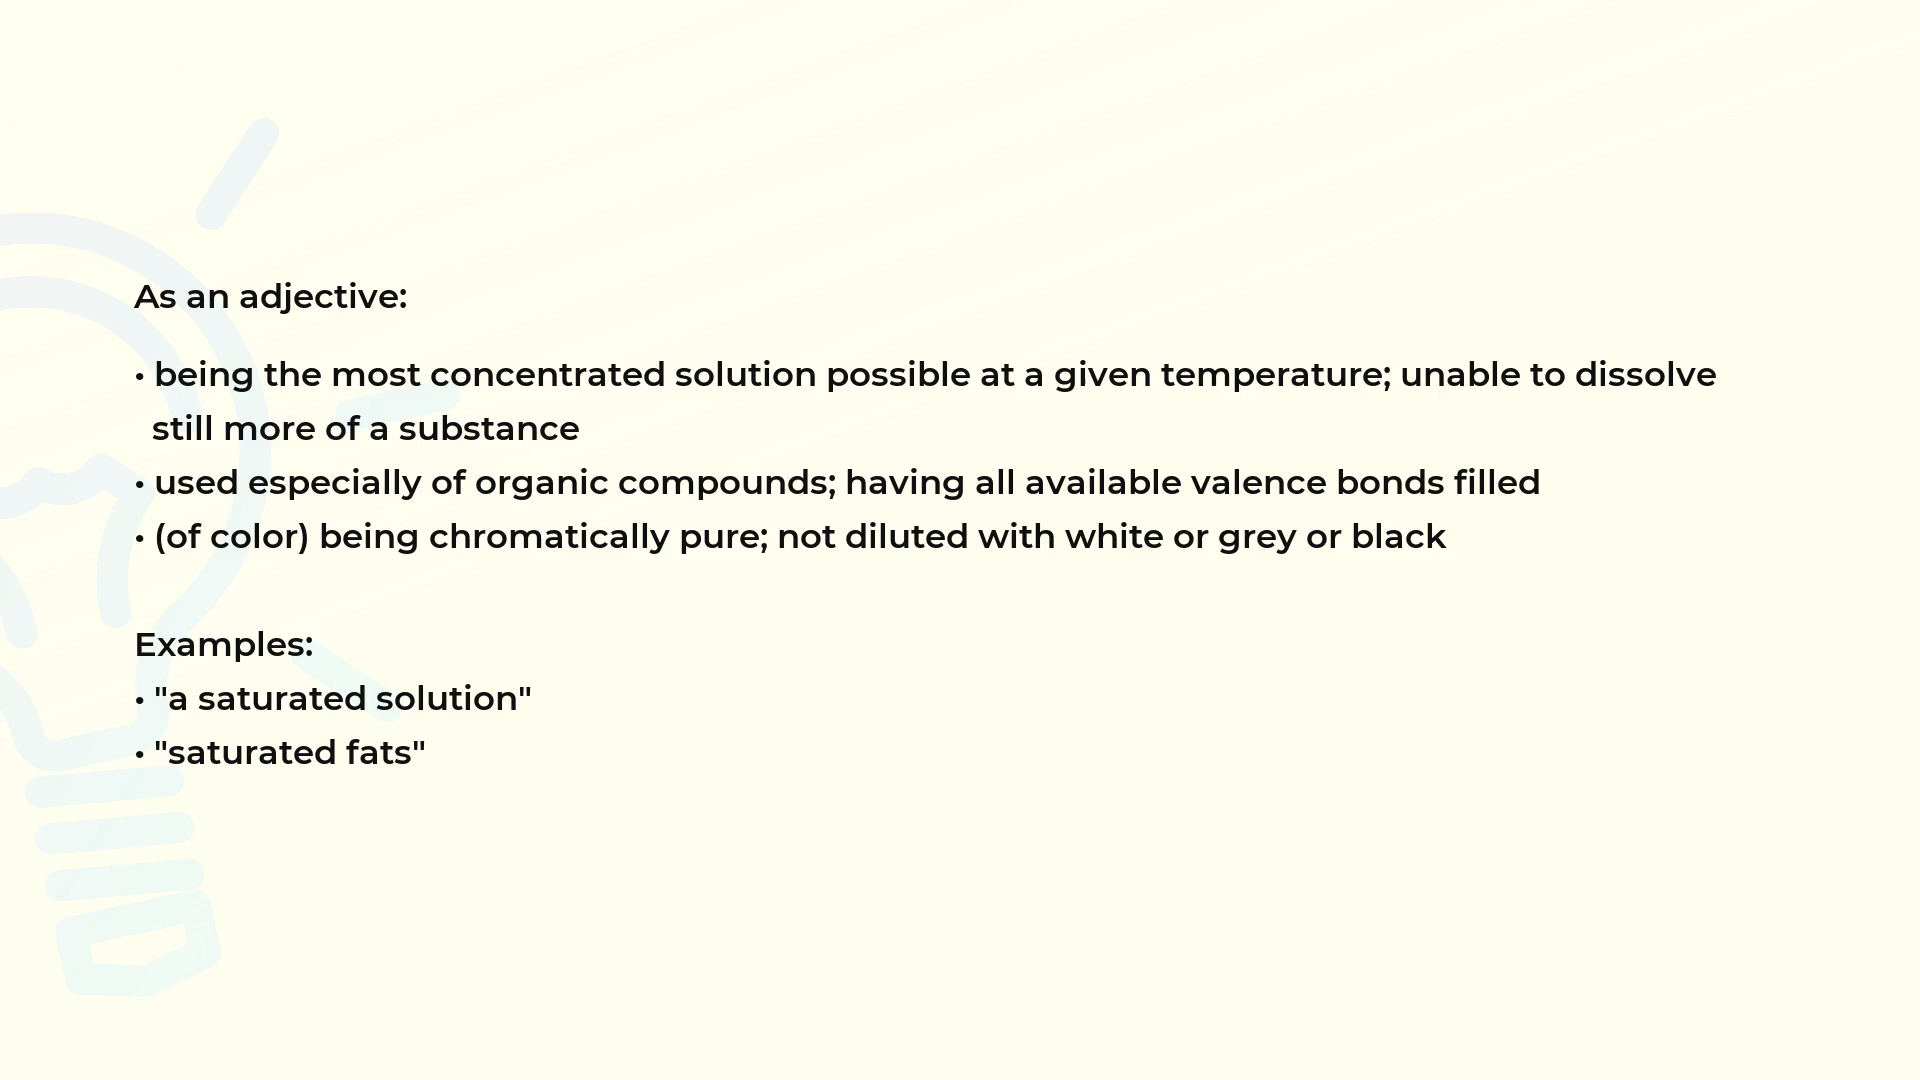 As an adjective:
• being the most concentrated solution possible at a given temperature; unable to dissolve
still more of a substance
• used especially of organic compounds; having all available valence bonds filled
• (of color) being chromatically pure; not diluted with white or grey or black
Examples:
• "a saturated solution"
• "saturated fats"